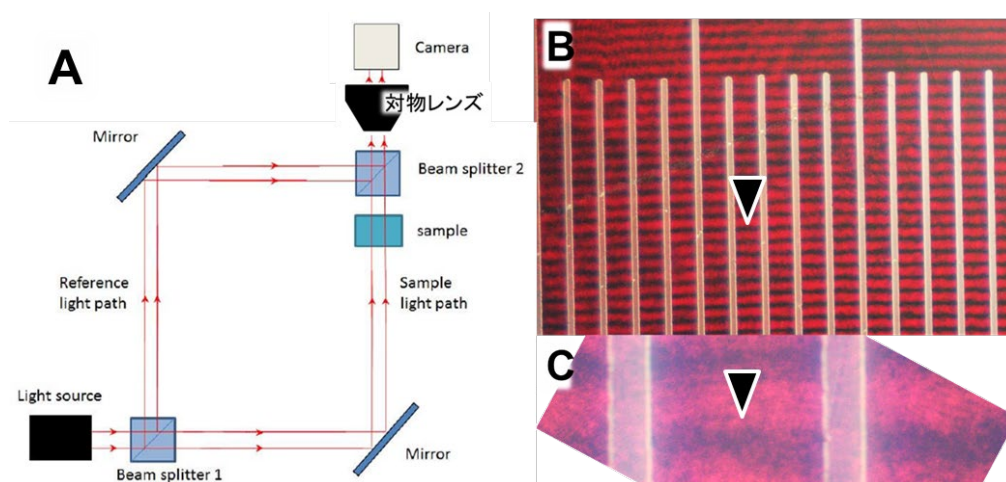 A
Camera
対物レンズ
Mirror
Beam splitter 2
sample
Reference
light path
Sample
light path
Light source
Beam splitter 1
Mirror
B
C